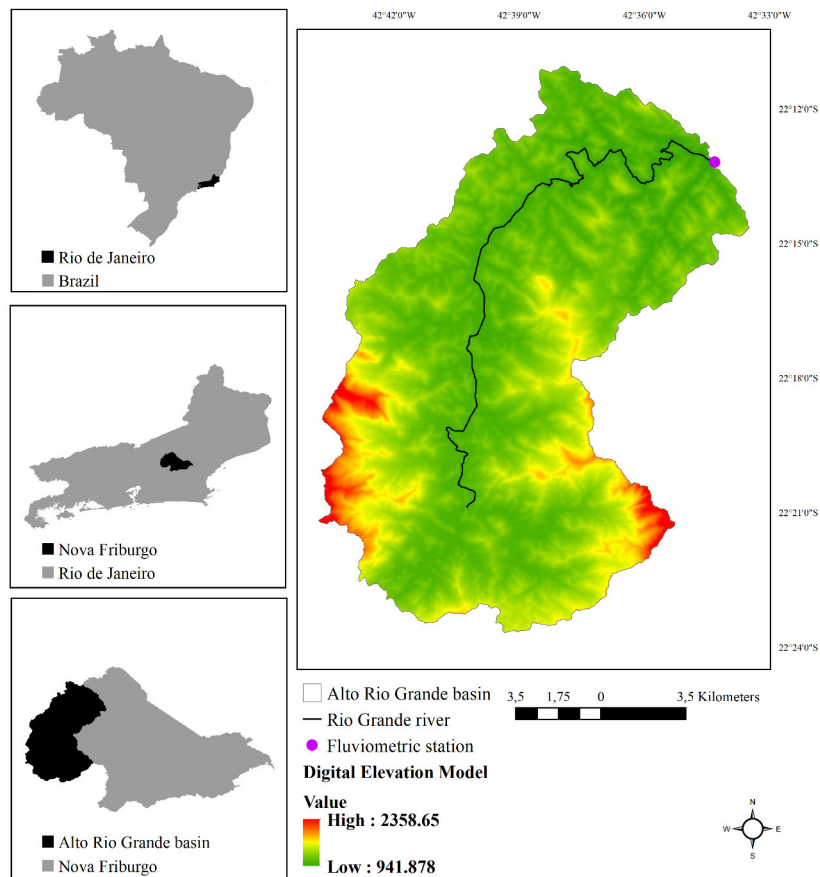 42°42'0"W 42°39'0"W 42°36'0"W 42°33'0"W
22°12'0"S
22°15'0"S
22°18'0"S
22°21'0"S
22°24'0"S
Rio de Janeiro
Brazil
Nova Friburgo
Rio de Janeiro
Alto Rio Grande basin
Nova Friburgo
Alto Rio Grande basin
Rio Grande river
Fluviometric station
3,5 1,75 0 3,5 Kilometers
Digital Elevation Model
Value
High : 2358.65
Low : 941.878
N
W E
S